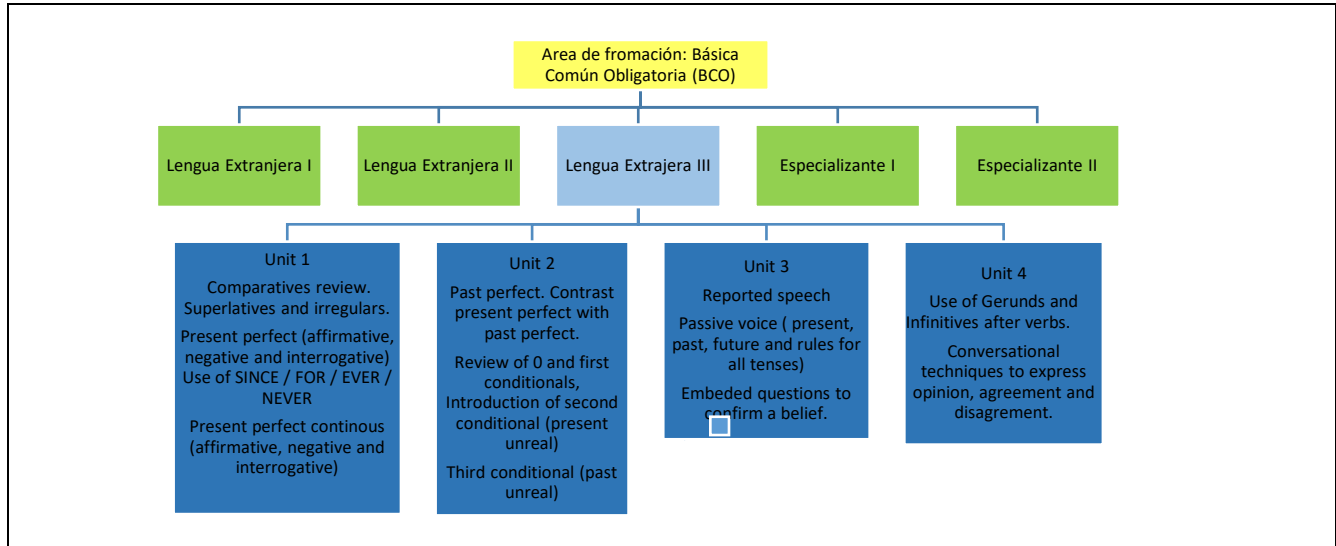 Area de fromación: Básica
Común Obligatoria (BCO)
Lengua Extranjera I
Lengua Extranjera II
Lengua Extrajera III
Especializante I
Especializante II
Unit 1
Comparatives review.
Superlatives and irregulars.
Present perfect (affirmative,
negative and interrogative)
Use of SINCE / FOR / EVER /
NEVER
Present perfect continous
(affirmative, negative and
interrogative)
Unit 2
Past perfect. Contrast
present perfect with
past perfect.
Review of 0 and first
conditionals,
Introduction of second
conditional (present
unreal)
Third conditional (past
unreal)
Unit 3
Reported speech
Passive voice ( present,
past, future and rules for
all tenses)
Embeded questions to
confirm a belief.
Unit 4
Use of Gerunds and
Infinitives after verbs.
Conversational
techniques to express
opinion, agreement and
disagrement.